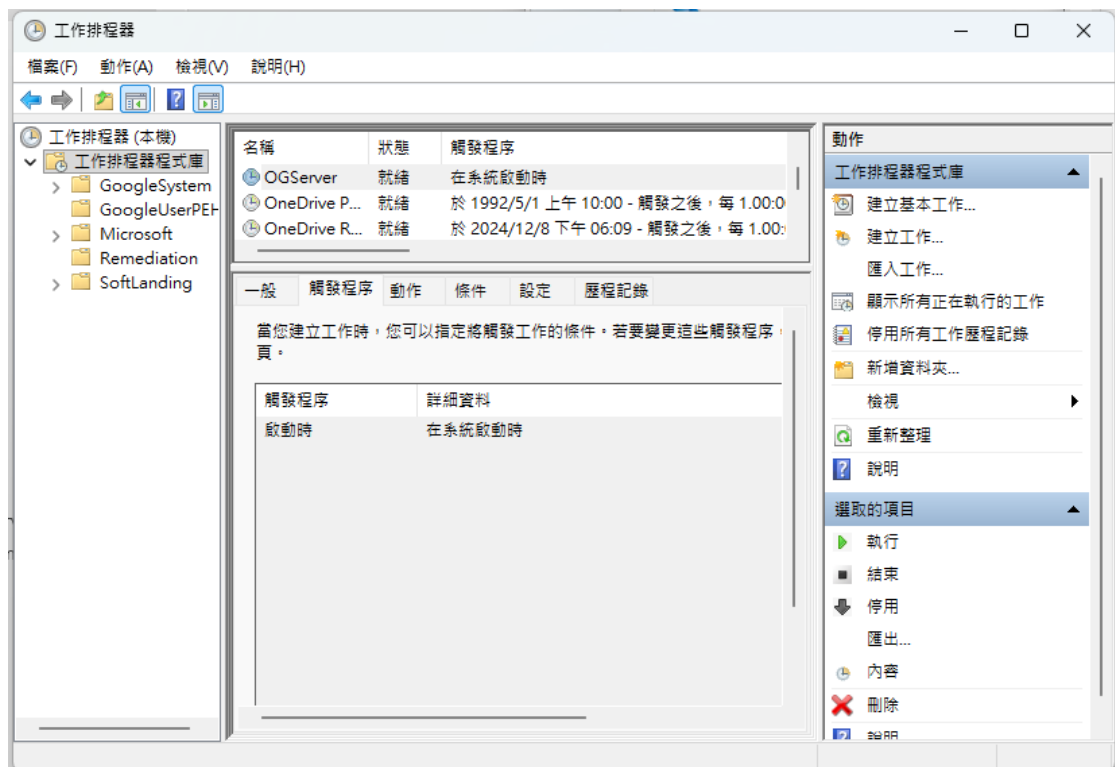 工作排程器
檔案(F) 動作(A) 檢視(V) 說明(H)
工作排程器 (本機)
工作排程器程式庫
GoogleSystem
GoogleUserPEH
Microsoft
Remediation
SoftLanding
名稱 狀態 觸發程序
OGServer 就緒 在系統啟動時
OneDrive P... 就緒 於 1992/5/1 上午 10:00 - 觸發之後，每 1.00:0
OneDrive R... 就緒 於 2024/12/8 下午 06:09 - 觸發之後，每 1.00:
一般 觸發程序 動作 條件 設定 歷程記錄
當您建立工作時，您可以指定將觸發工作的條件。若要變更這些觸發程序，
頁。
觸發程序 詳細資料
啟動時 在系統啟動時
動作
工作排程器程式庫
建立基本工作...
建立工作...
匯入工作...
顯示所有正在執行的工作
停用所有工作歷程記錄
新增資料夾...
檢視
重新整理
說明
選取的項目
執行
結束
停用
匯出...
內容
刪除
說明